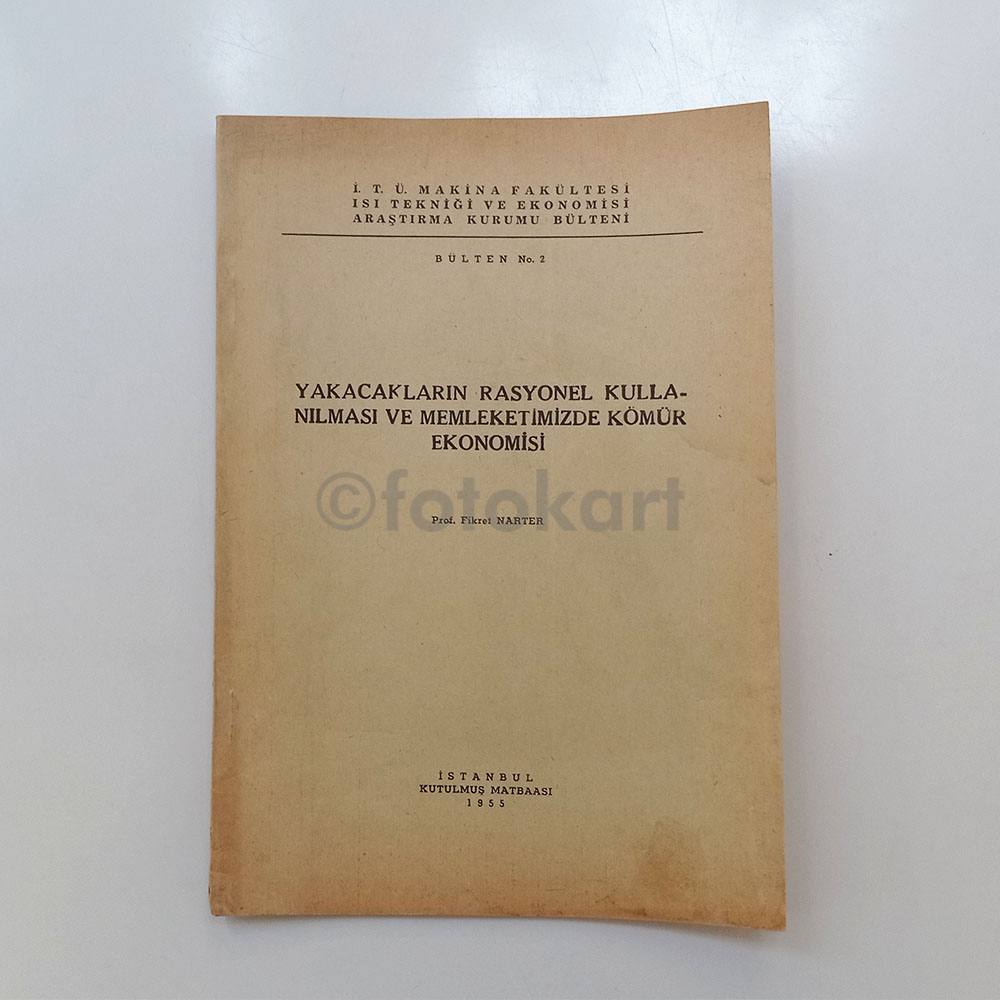 İ. T. Ü. MAKİNA FAKÜLTESİ
ISI TEKNİĞİ VE EKONOMİSİ
ARAŞTIRMA KURUMU BÜLTENİ
BÜLTEN No. 2
YAKACAKLARIN RASYONEL KULLA-
NILMASI VE MEMLEKETİMİZDE KÖMÜR
EKONOMİSİ
©fotokart
Prof. Fikret NARTER
İSTANBUL
KUTULMUŞ MATBAASI
1955